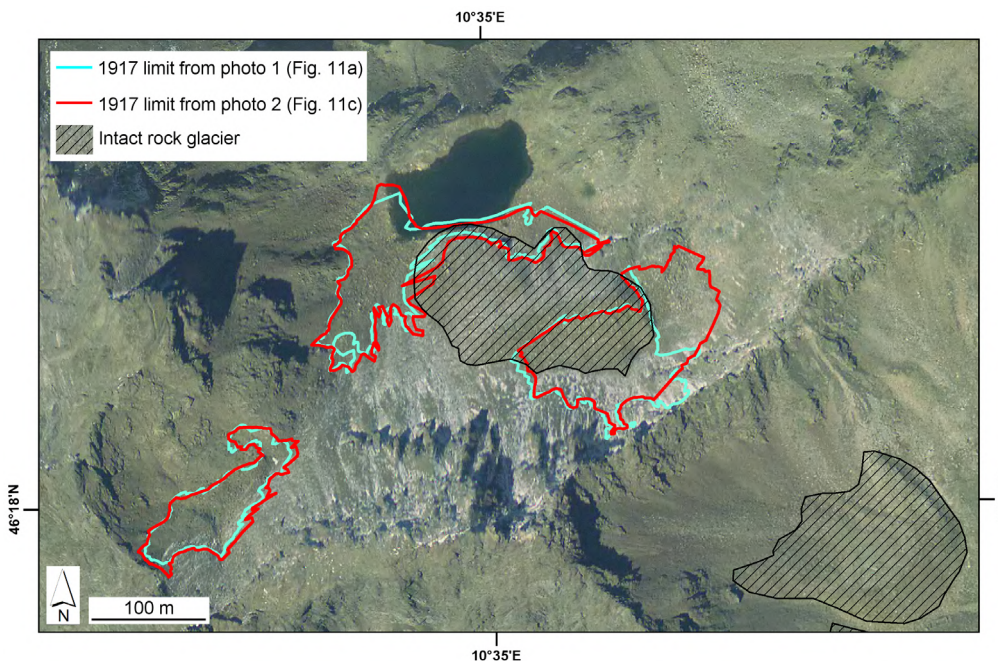 10°35'E
1917 limit from photo 1 (Fig. 11a)
1917 limit from photo 2 (Fig. 11c)
Intact rock glacier
46°18'N
N
100 m
10°35'E